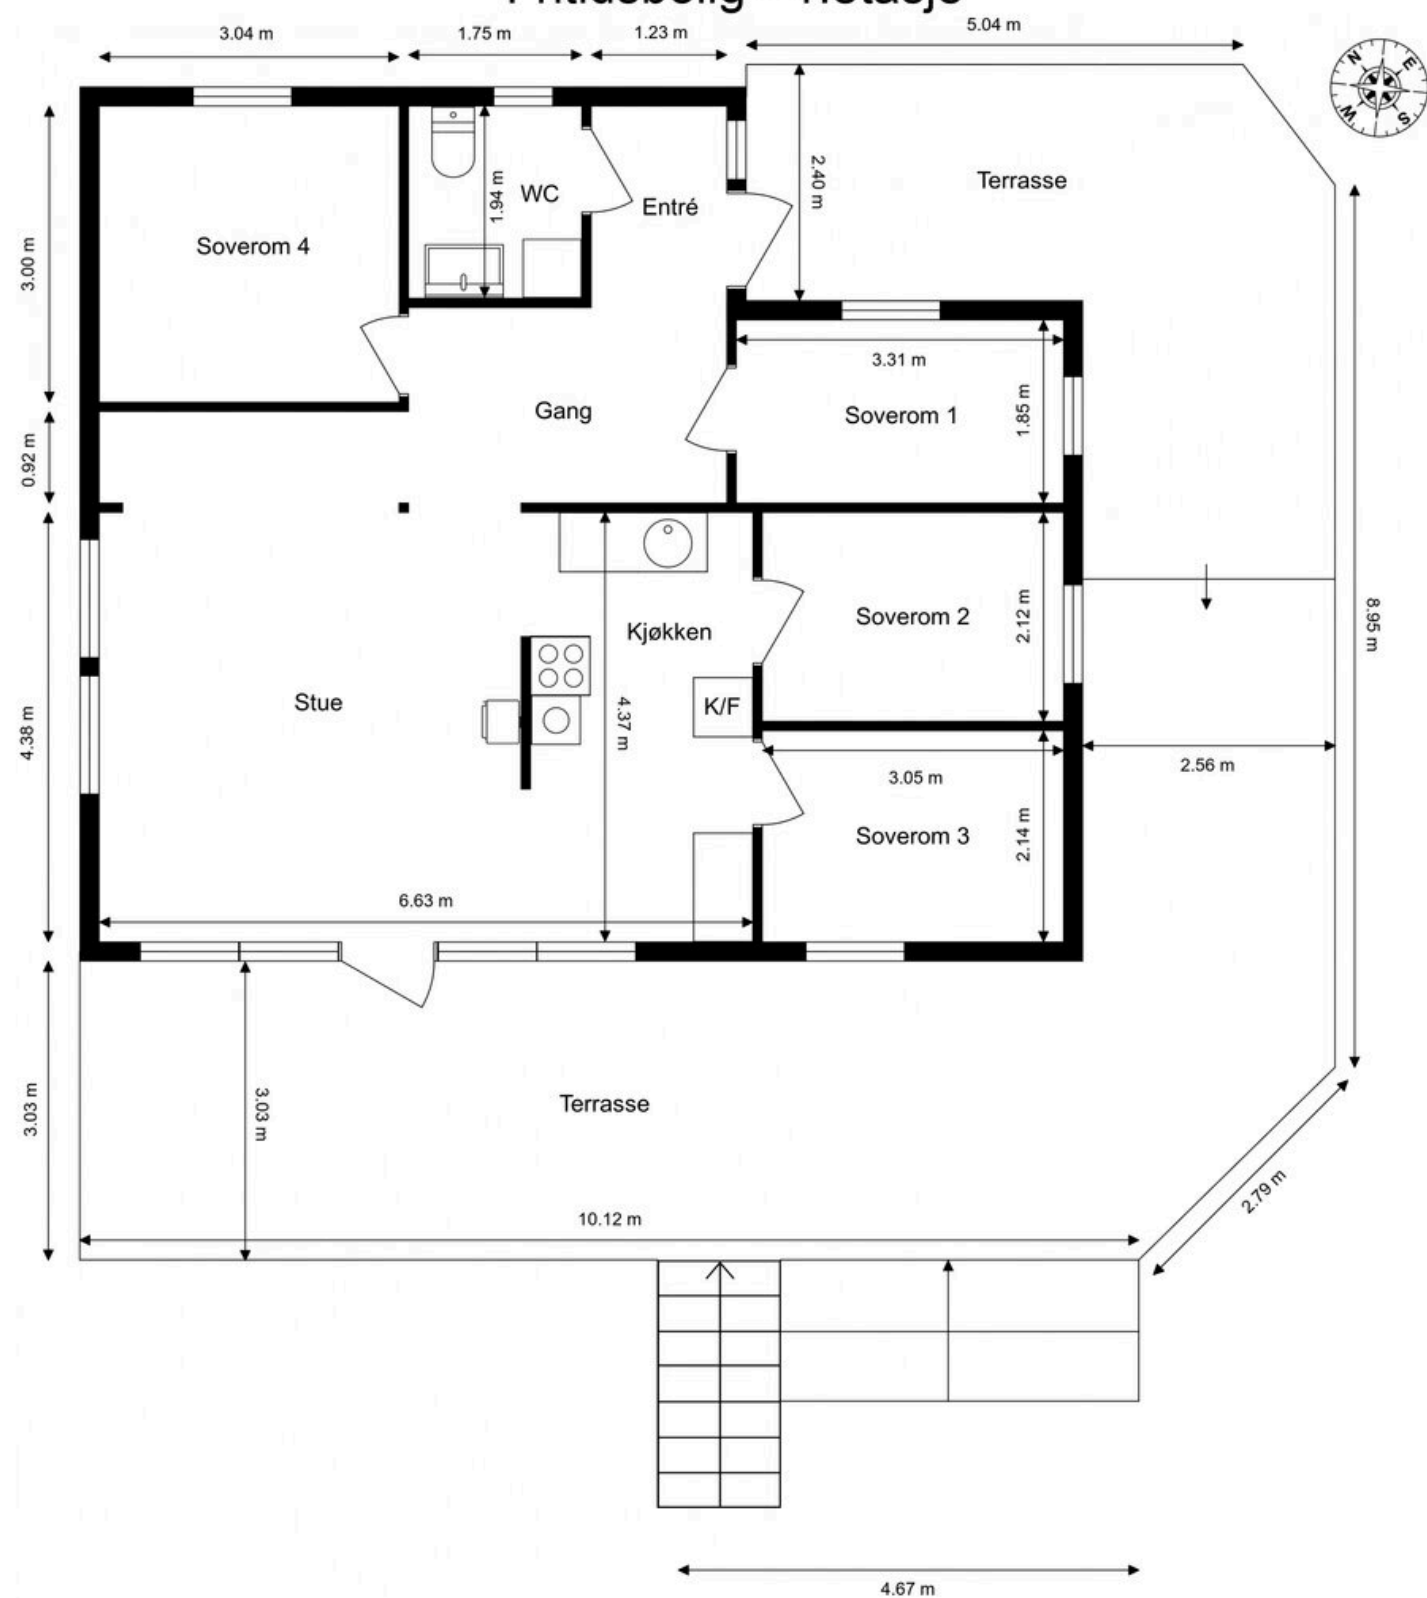 3.04 m
1.75 m
1.23 m
5.04 m
N
E
S
W
3.00 m
Soverom 4
1.94 m
WC
Entré
2.40 m
Terrasse
3.31 m
Soverom 1
1.85 m
Gang
0.92 m
Kjøkken
Soverom 2
2.12 m
8.95 m
Stue
4.38 m
4.37 m
K/F
3.05 m
2.56 m
Soverom 3
2.14 m
6.63 m
3.03 m
3.03 m
Terrasse
10.12 m
2.79 m
4.67 m